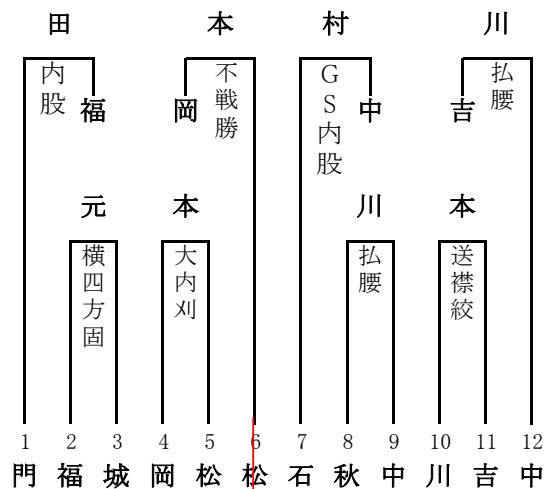 田 本 村 川
内股 不戦勝 GS内股 払腰
福 岡 中 吉
元 本 川 本
横四方固 大内刈 払腰 送襟絞
1 2 3 4 5 6 7 8 9 10 11 12
門 福 城 岡 松 松 石 秋 中 川 吉 中